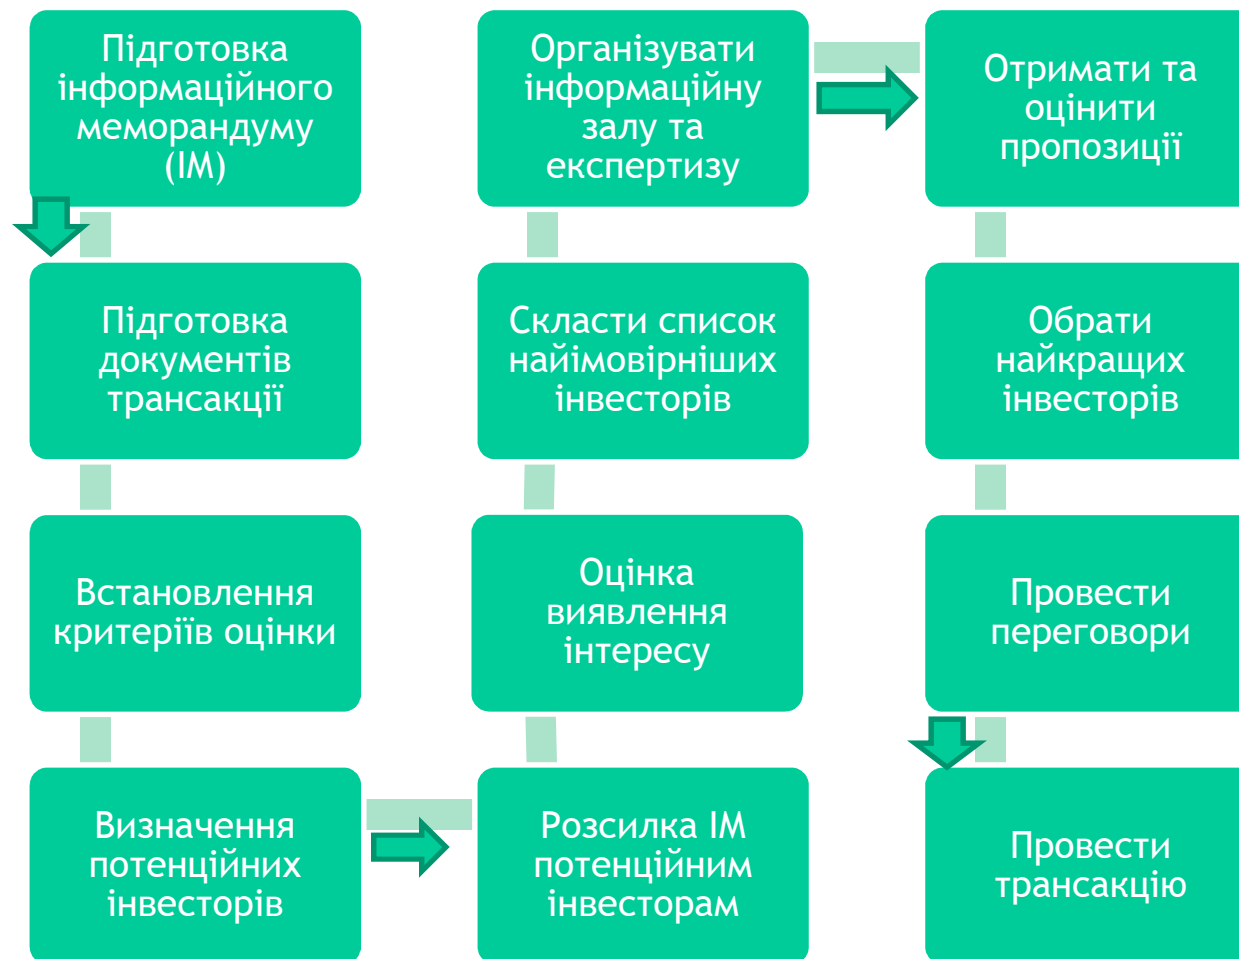 Підготовка
інформаційного
меморандуму
(ІМ)
Підготовка
документів
трансакції
Встановлення
критеріїв оцінки
Визначення
потенційних
інвесторів
Розсилка ІМ
потенційним
інвесторам
Оцінка
виявлення
інтересу
Скласти список
найімовірніших
інвесторів
Організувати
інформаційну
залу та
експертизу
Отримати та
оцінити
пропозиції
Обрати
найкращих
інвесторів
Провести
переговори
Провести
трансакцію